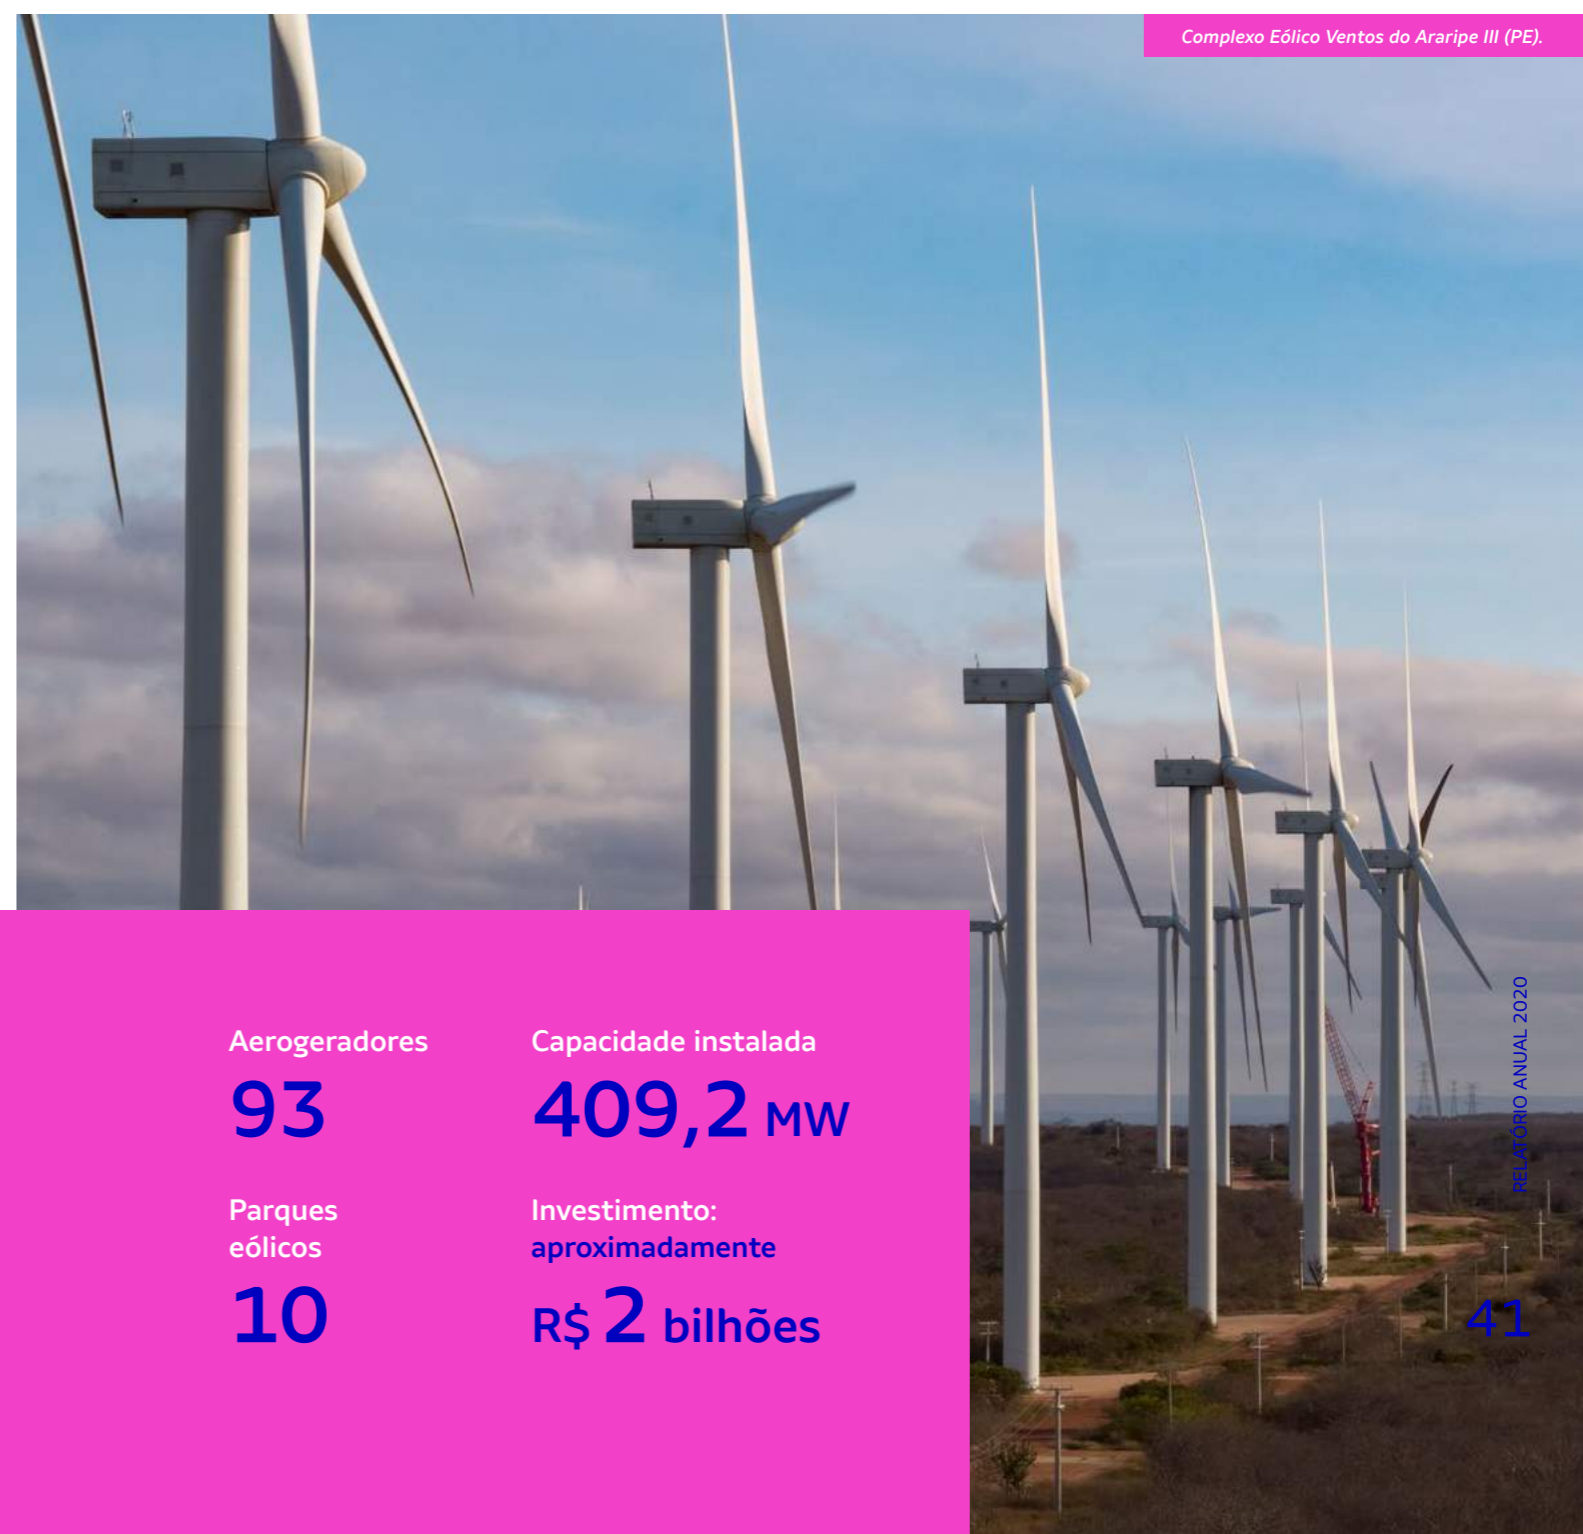 Complexo Eólico Ventos do Araripe III (PE).
Aerogeradores
93
Capacidade instalada
409,2 MW
Parques
eólicos
10
Investimento:
aproximadamente
R$ 2 bilhões
RELATÓRIO ANUAL 2020
41